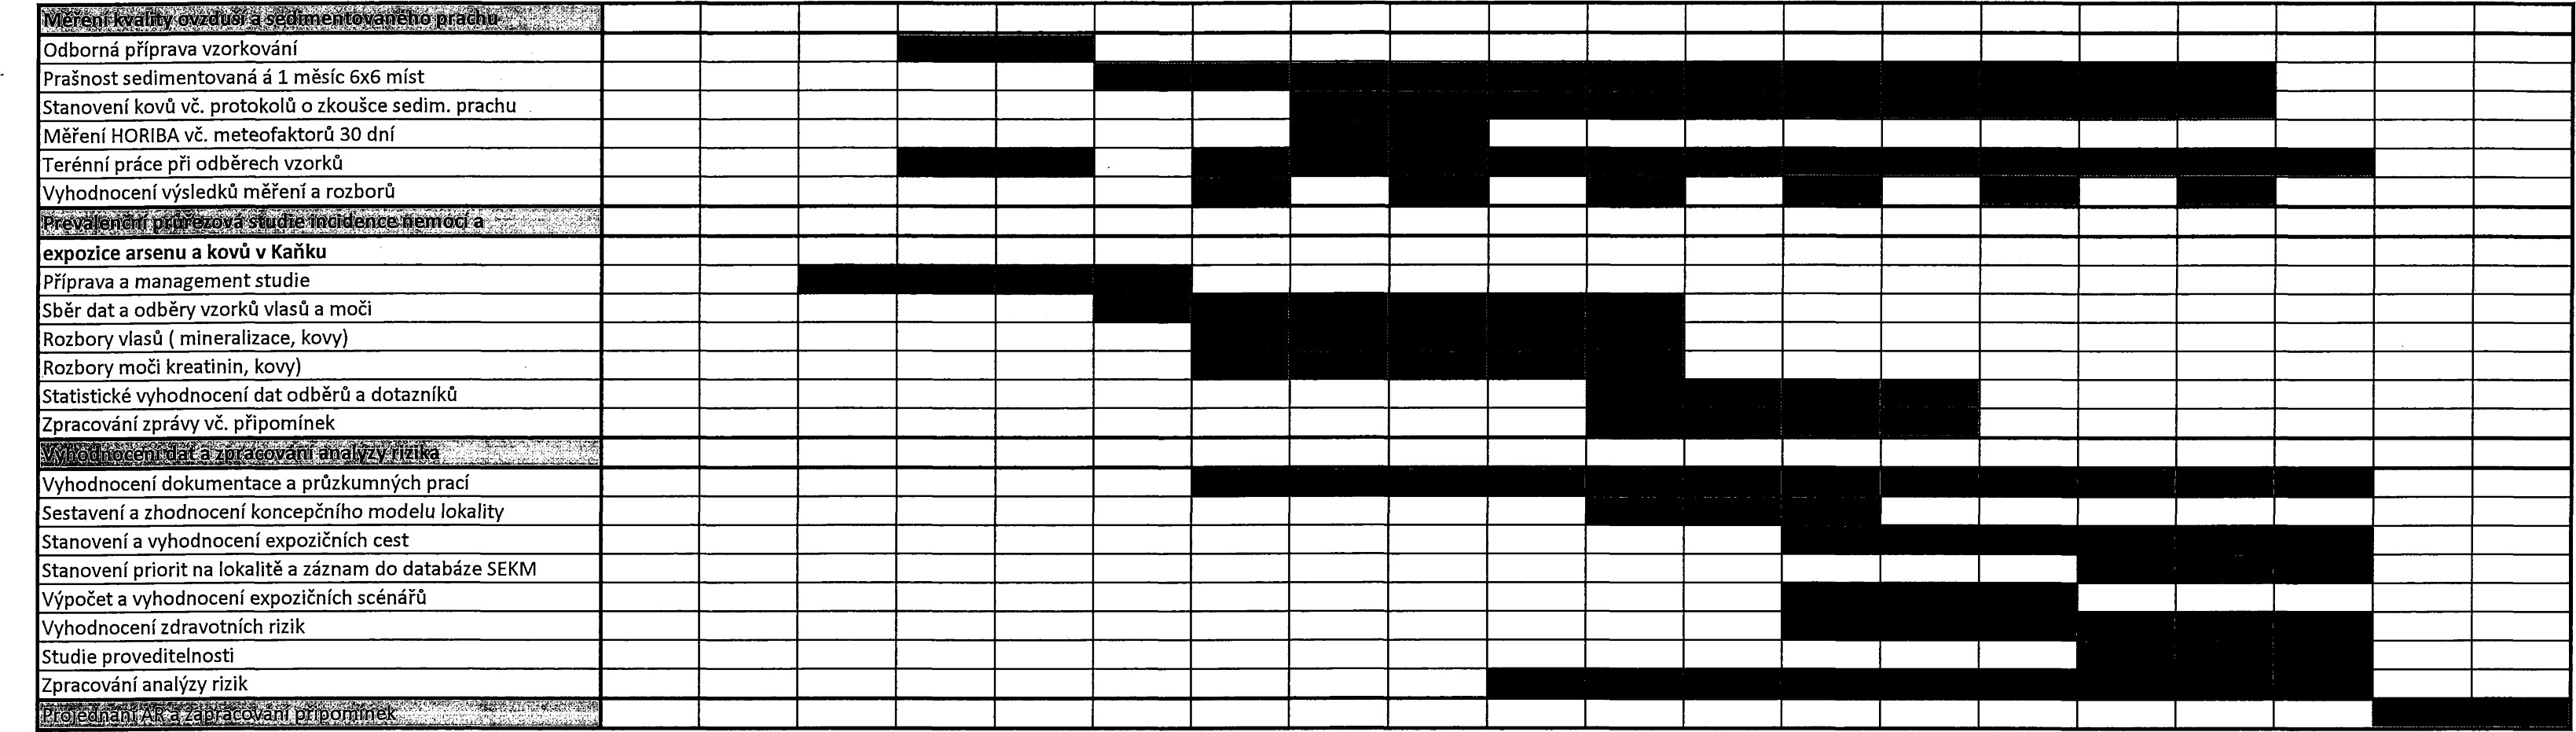 Měření kvality ovzduší a sedimentovaného prachu
Odborná příprava vzorkování
Prašnost sedimentovaná á 1 měsíc 6x6 míst
Stanovení kovů vč. protokolů o zkoušce sedim. prachu
Měření HORIBA vč. meteofaktorů 30 dní
Terénní práce při odběrech vzorků
Vyhodnocení výsledků měření a rozborů
Prevalenční průřezová studie incidence nemocí a
expozice arsenu a kovů v Kaňku
Příprava a management studie
Sběr dat a odběry vzorků vlasů a moči
Rozbory vlasů ( mineralizace, kovy)
Rozbory moči kreatinin, kovy)
Statistické vyhodnocení dat odběrů a dotazníků
Zpracování zprávy vč. připomínek
Vyhodnocení dat a zpracování analýzy rizika
Vyhodnocení dokumentace a průzkumných prací
Sestavení a zhodnocení koncepčního modelu lokality
Stanovení a vyhodnocení expozičních cest
Stanovení priorit na lokalitě a záznam do databáze SEKM
Výpočet a vyhodnocení expozičních scénářů
Vyhodnocení zdravotních rizik
Studie proveditelnosti
Zpracování analýzy rizik
Projednání AR a zapracování připomínek